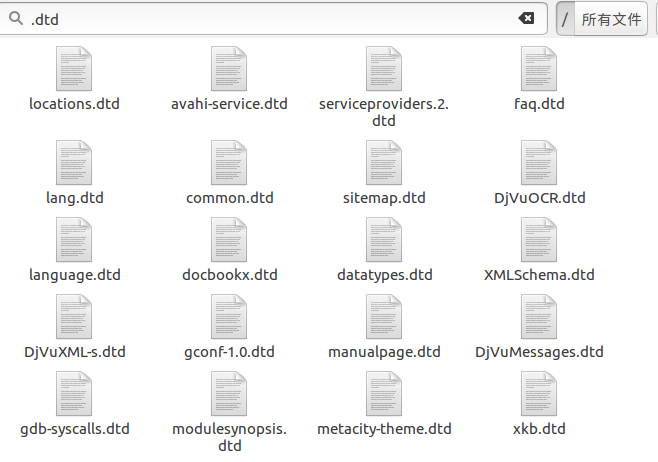 .dtd
/ 所有文件
locations.dtd avahi-service.dtd serviceproviders.2.dtd faq.dtd
lang.dtd common.dtd sitemap.dtd DjVuOCR.dtd
language.dtd docbookx.dtd datatypes.dtd XMLSchema.dtd
DjVuXML-s.dtd gconf-1.0.dtd manualpage.dtd DjVuMessages.dtd
gdb-syscalls.dtd modulesynopsis.dtd metacity-theme.dtd xkb.dtd